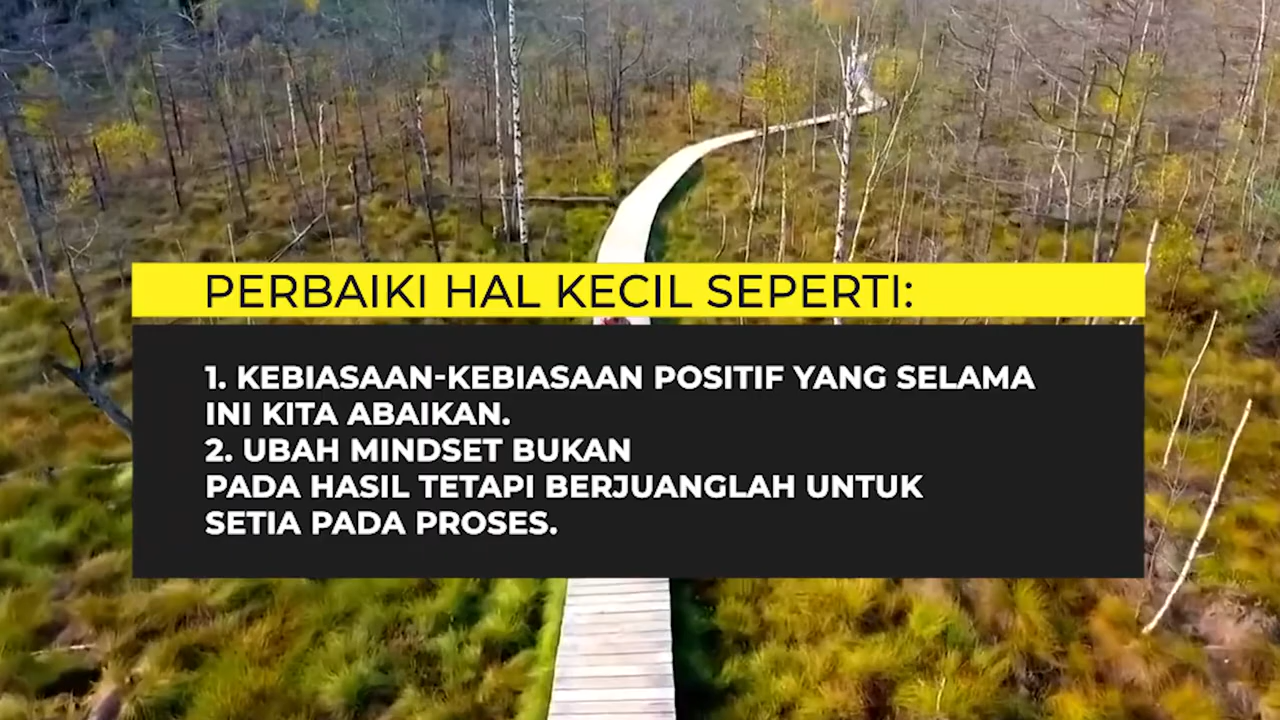 PERBAIKI HAL KECIL SEPERTI:
1. KEBIASAAN-KEBIASAAN POSITIF YANG SELAMA
INI KITA ABAIKAN.
2. UBAH MINDSET BUKAN
PADA HASIL TETAPI BERJUANGLAH UNTUK
SETIA PADA PROSES.